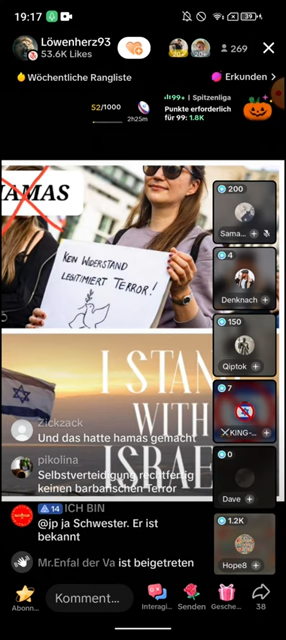 19:17
39
Löwenherz93
53.6K Likes
269
Wöchentliche Rangliste
Erkunden >
52/1000
2h25m
99+ | Spitzenliga
Punkte erforderlich
für 99: 1.8K
AMAS
KEIN WIDERSTAND
LEGITIMIERT TERROR!
200
Sama...
4
Denknach
150
Qiptok
I STAN
WITH
ISRAEL
7
KING-...
0
Dave
1.2K
Hope8
Zickzack
Und das hatte hamas gemacht
pikolina
Selbstverteidigung rechtfertig
keinen barbarischen Terror
14 ICH BIN
@jp ja Schwester. Er ist
bekannt
Mr.Enfal der Va ist beigetreten
Abonn...
Komment...
Interagi...
Senden
Gesche...
38